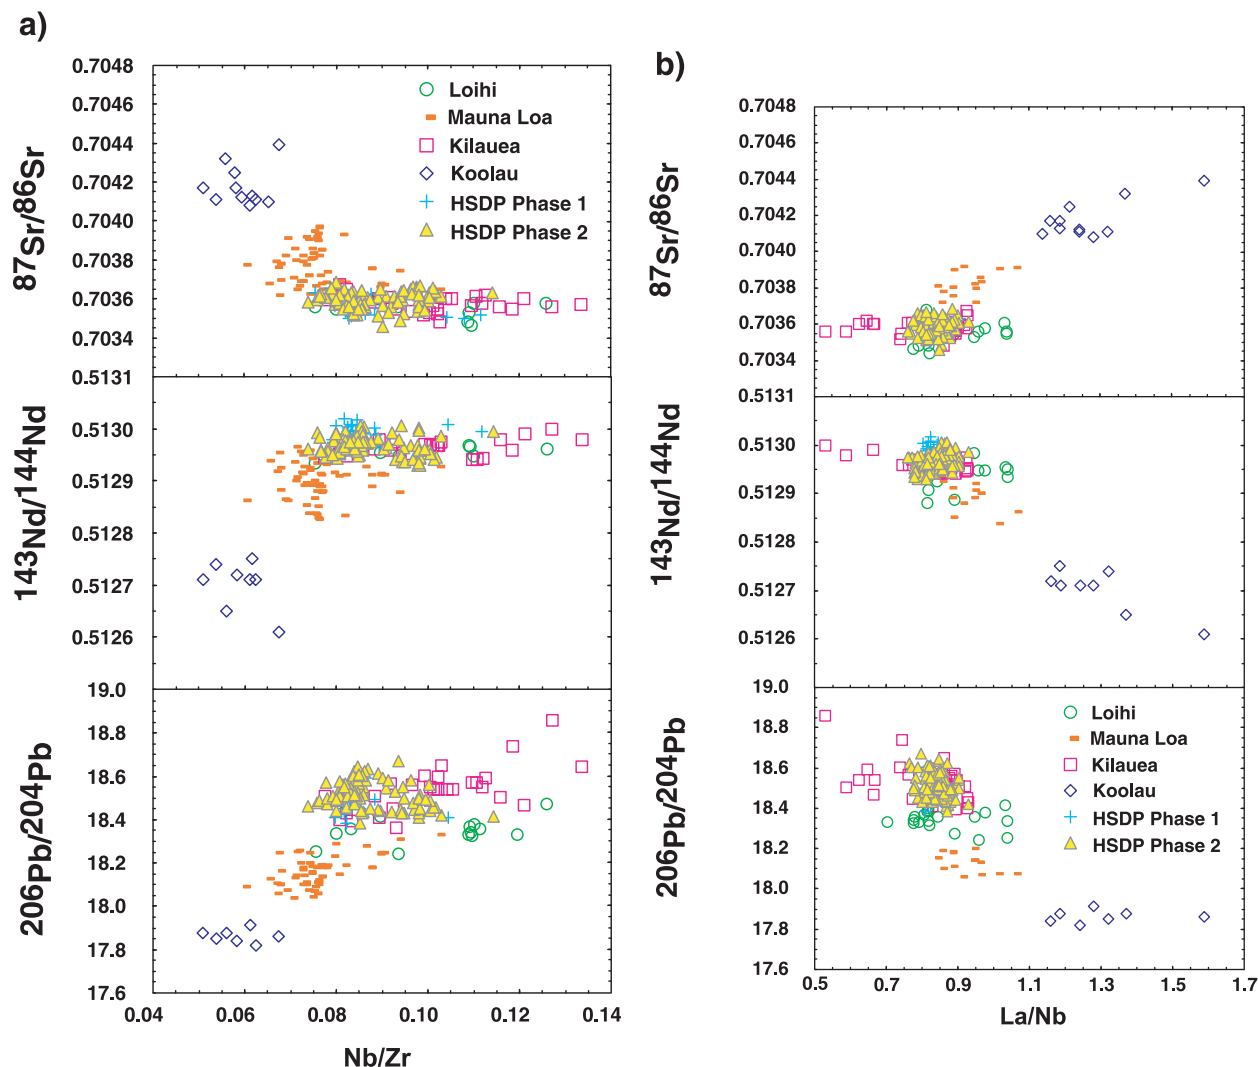 a)
0.7048
0.7046
0.7044
0.7042
0.7040
0.7038
0.7036
0.7034
0.5131
87Sr/86Sr
Loihi
Mauna Loa
Kilauea
Koolau
HSDP Phase 1
HSDP Phase 2
0.5130
0.5129
0.5128
0.5127
0.5126
19.0
143Nd/144Nd
18.8
18.6
18.4
18.2
18.0
17.8
17.6
206Pb/204Pb
0.04
0.06
0.08
0.10
0.12
0.14
Nb/Zr
b)
0.7048
0.7046
0.7044
0.7042
0.7040
0.7038
0.7036
0.7034
0.5131
87Sr/86Sr
0.5130
0.5129
0.5128
0.5127
0.5126
19.0
143Nd/144Nd
18.8
18.6
18.4
18.2
18.0
17.8
17.6
206Pb/204Pb
Loihi
Mauna Loa
Kilauea
Koolau
HSDP Phase 1
HSDP Phase 2
0.5
0.7
0.9
1.1
1.3
1.5
1.7
La/Nb